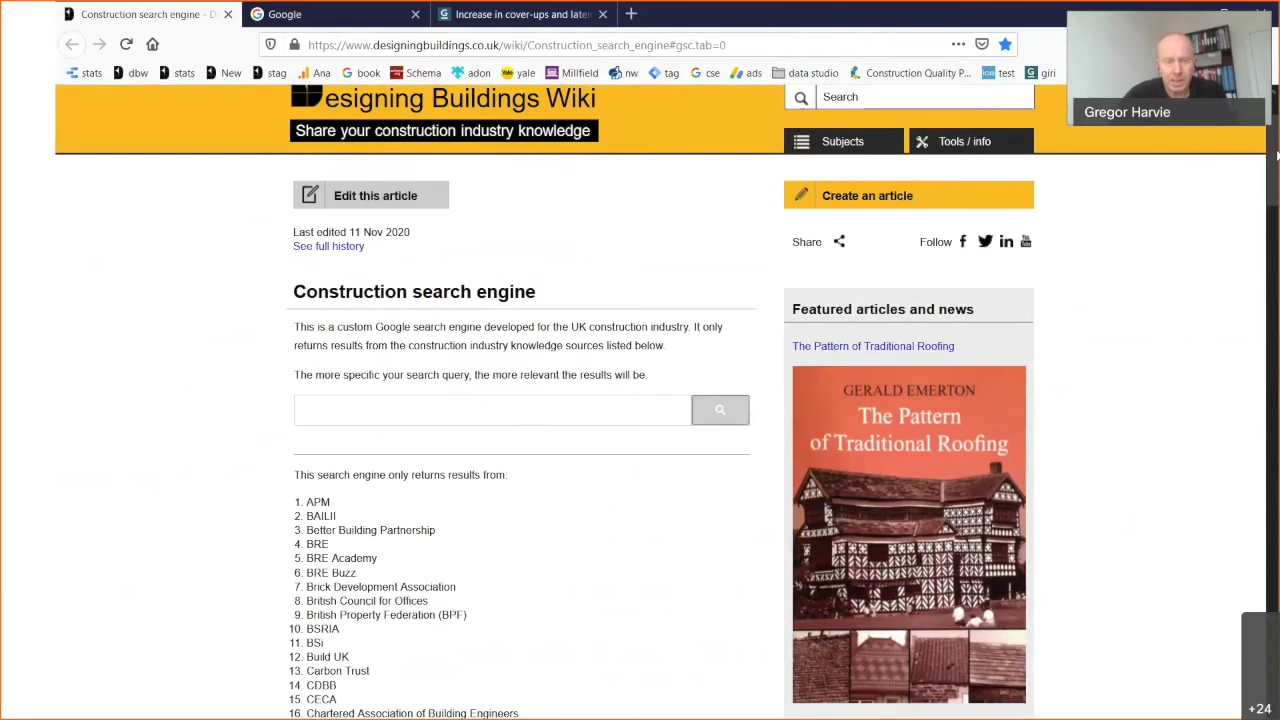 Construction search engine - D
Google
Increase in cover-ups and laten
https://www.designingbuildings.co.uk/wiki/Construction_search_engine#gsc.tab=0
stats
dbw
stats
New
stag
Ana
book
Schema
adon
yale
Millfield
nw
tag
cse
ads
data studio
Construction Quality P...
test
giri
Gregor Harvie
Designing Buildings Wiki
Share your construction industry knowledge
Search
Subjects
Tools / info
Edit this article
Create an article
Last edited 11 Nov 2020
See full history
Share
Follow
Construction search engine
This is a custom Google search engine developed for the UK construction industry. It only
returns results from the construction industry knowledge sources listed below.
The more specific your search query, the more relevant the results will be.
This search engine only returns results from:
1. APM
2. BAILII
3. Better Building Partnership
4. BRE
5. BRE Academy
6. BRE Buzz
7. Brick Development Association
8. British Council for Offices
9. British Property Federation (BPF)
10. BSRIA
11. BSi
12. Build UK
13. Carbon Trust
14. CDBB
15. CECA
16. Chartered Association of Building Engineers
Featured articles and news
The Pattern of Traditional Roofing
GERALD EMERTON
The Pattern
of Traditional Roofing
+24